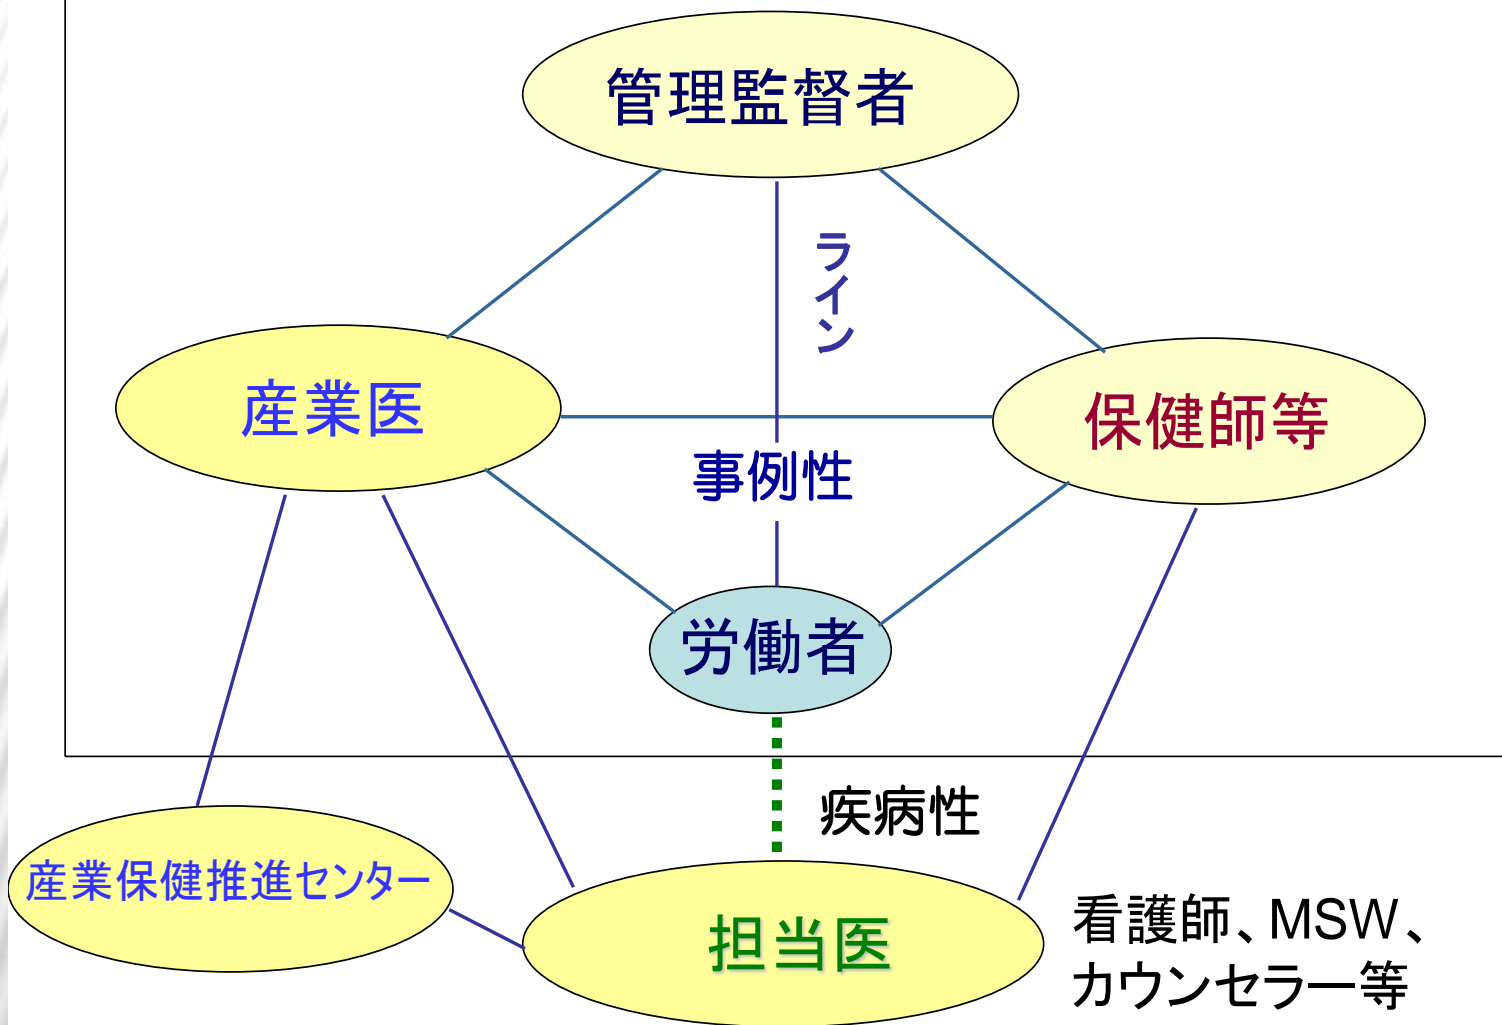 管理監督者
ライン
産業医
保健師等
事例性
労働者
疾病性
産業保健推進センター
担当医
看護師、MSW、
カウンセラー等